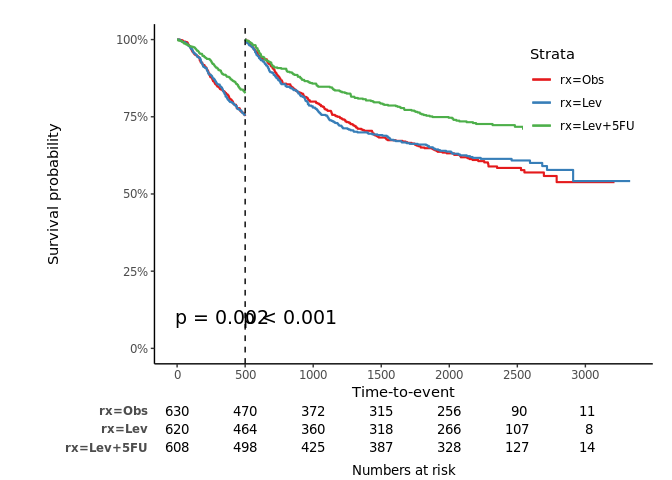 Survival probability
100%
75%
50%
25%
0%
Strata
rx=Obs
rx=Lev
rx=Lev+5FU
p = 0.002
p < 0.001
0 500 1000 1500 2000 2500 3000
Time-to-event
rx=Obs 630 470 372 315 256 90 11
rx=Lev 620 464 360 318 266 107 8
rx=Lev+5FU 608 498 425 387 328 127 14
Numbers at risk